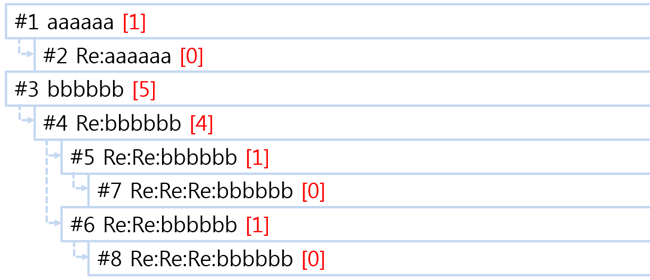 #1 aaaaaa [1]
#2 Re:aaaaaa [0]
#3 bbbbbb [5]
#4 Re:bbbbbb [4]
#5 Re:Re:bbbbbb [1]
#7 Re:Re:Re:bbbbbb [0]
#6 Re:Re:bbbbbb [1]
#8 Re:Re:Re:bbbbbb [0]